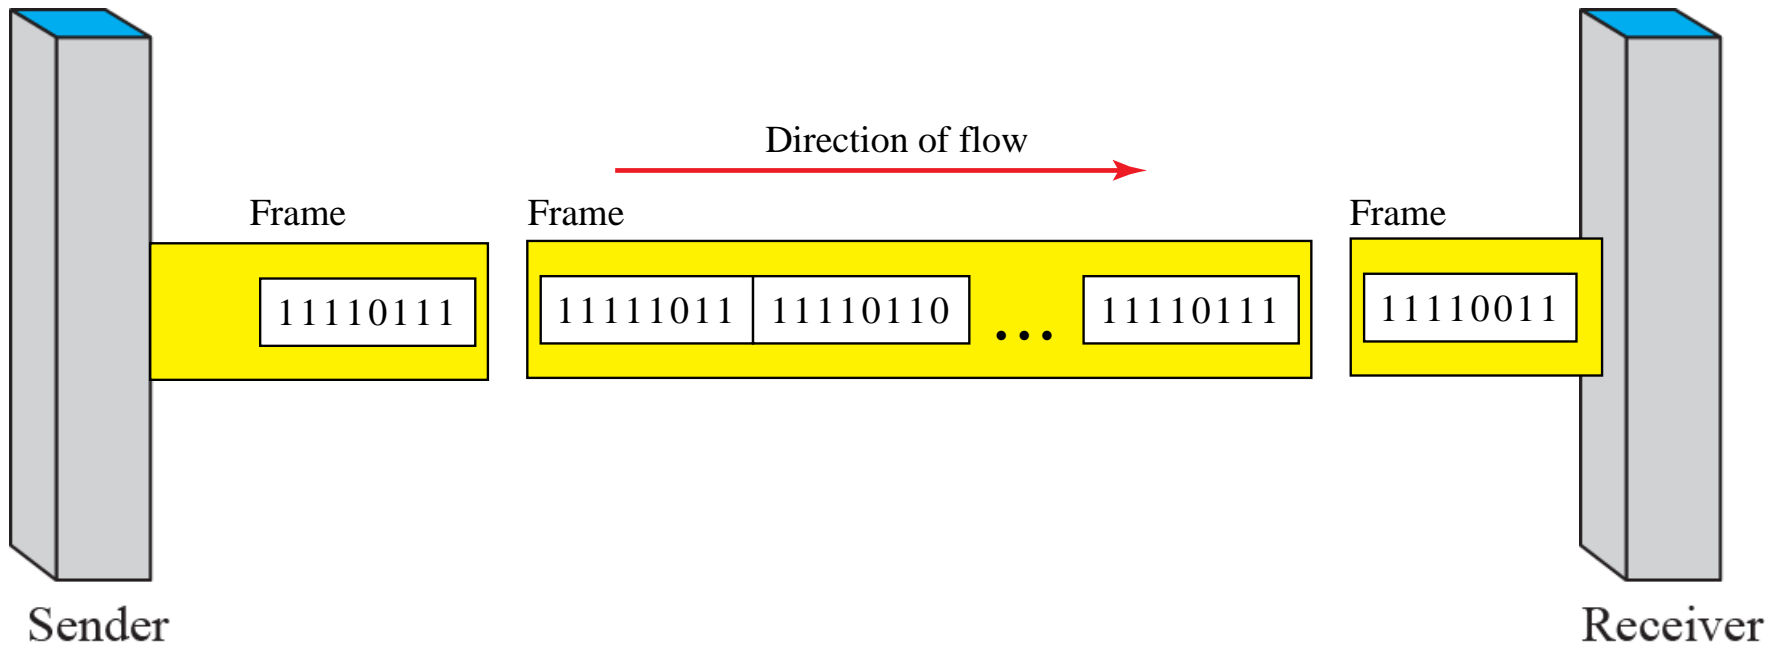 Direction of flow
Frame Frame Frame
11110111 11111011 11110110 ... 11110111 11110011
Sender Receiver